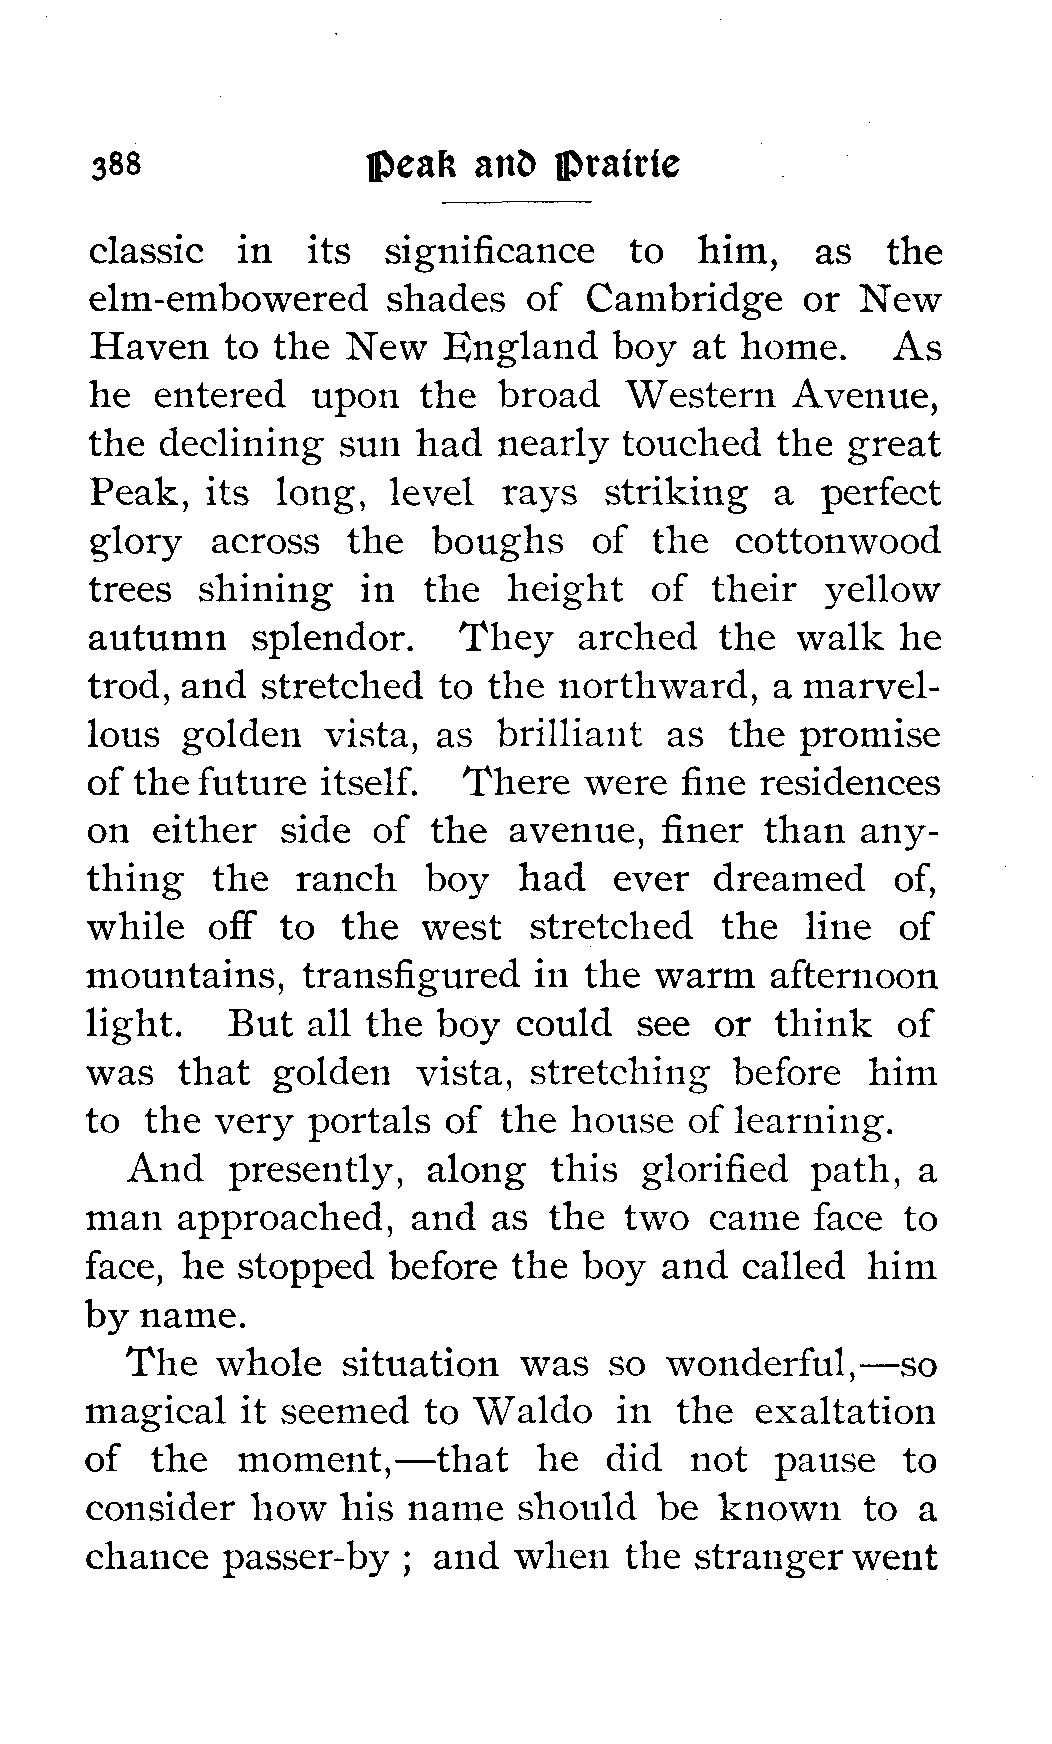 388 Peak and Prairie
classic in its significance to him, as the
elm-embowered shades of Cambridge or New
Haven to the New England boy at home. As
he entered upon the broad Western Avenue,
the declining sun had nearly touched the great
Peak, its long, level rays striking a perfect
glory across the boughs of the cottonwood
trees shining in the height of their yellow
autumn splendor. They arched the walk he
trod, and stretched to the northward, a marvel-
lous golden vista, as brilliant as the promise
of the future itself. There were fine residences
on either side of the avenue, finer than any-
thing the ranch boy had ever dreamed of,
while off to the west stretched the line of
mountains, transfigured in the warm afternoon
light. But all the boy could see or think of
was that golden vista, stretching before him
to the very portals of the house of learning.
And presently, along this glorified path, a
man approached, and as the two came face to
face, he stopped before the boy and called him
by name.
The whole situation was so wonderful,—so
magical it seemed to Waldo in the exaltation
of the moment,—that he did not pause to
consider how his name should be known to a
chance passer-by ; and when the stranger went